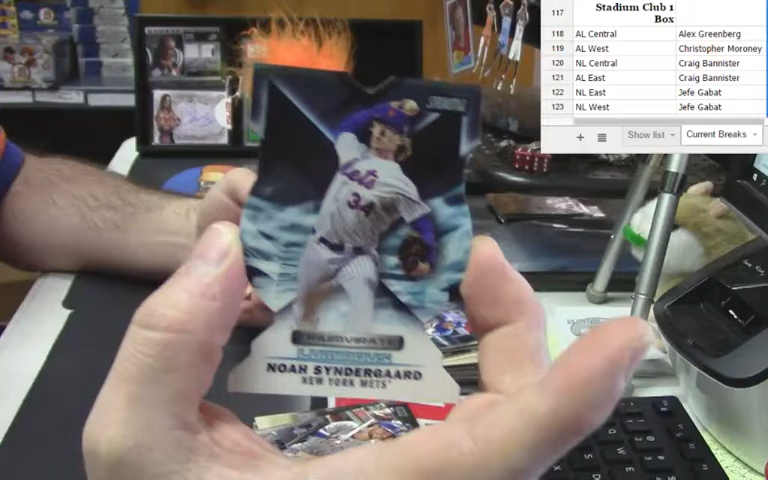 117
Stadium Club 1
Box
118 AL Central Alex Greenberg
119 AL West Christopher Moroney
120 NL Central Craig Bannister
121 AL East Craig Bannister
122 NL East Jefe Gabat
123 NL West Jefe Gabat
+ Show list Current Breaks
Mets
34
TRIUMVIRATE
LUMINOUS
NOAH SYNDERGAARD
NEW YORK METS